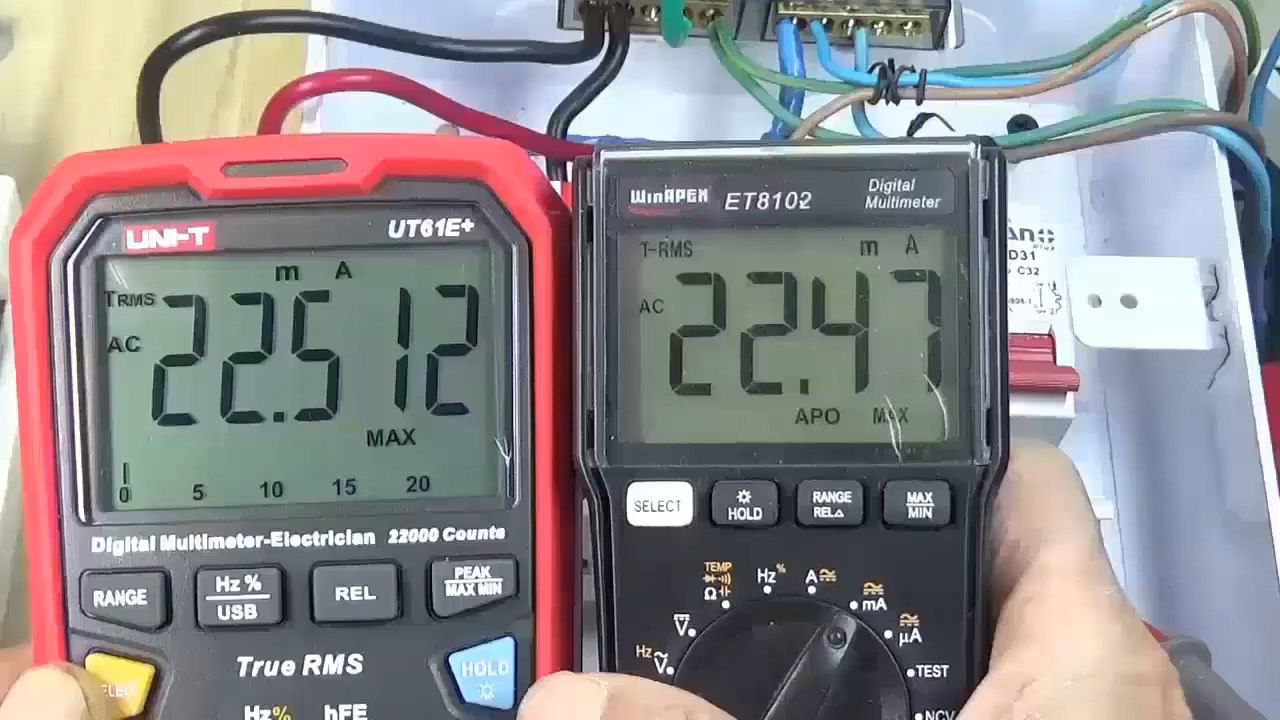 UNI-T
UT61E+
m A
TRMS
AC
22.512
MAX
0 5 10 15 20
Digital Multimeter-Electrician 22000 Counts
RANGE
Hz %
USB
REL
PEAK
MAX MIN
True RMS
HOLD
Hz% hFE
WINAPEX ET8102
Digital
Multimeter
T-RMS m A
AC
22.47
APO MAX
SELECT
HOLD
RANGE
REL△
MAX
MIN
TEMP
Ω
Hz%
A
mA
μA
V
Hz
V
TEST
NCV
D31
C32